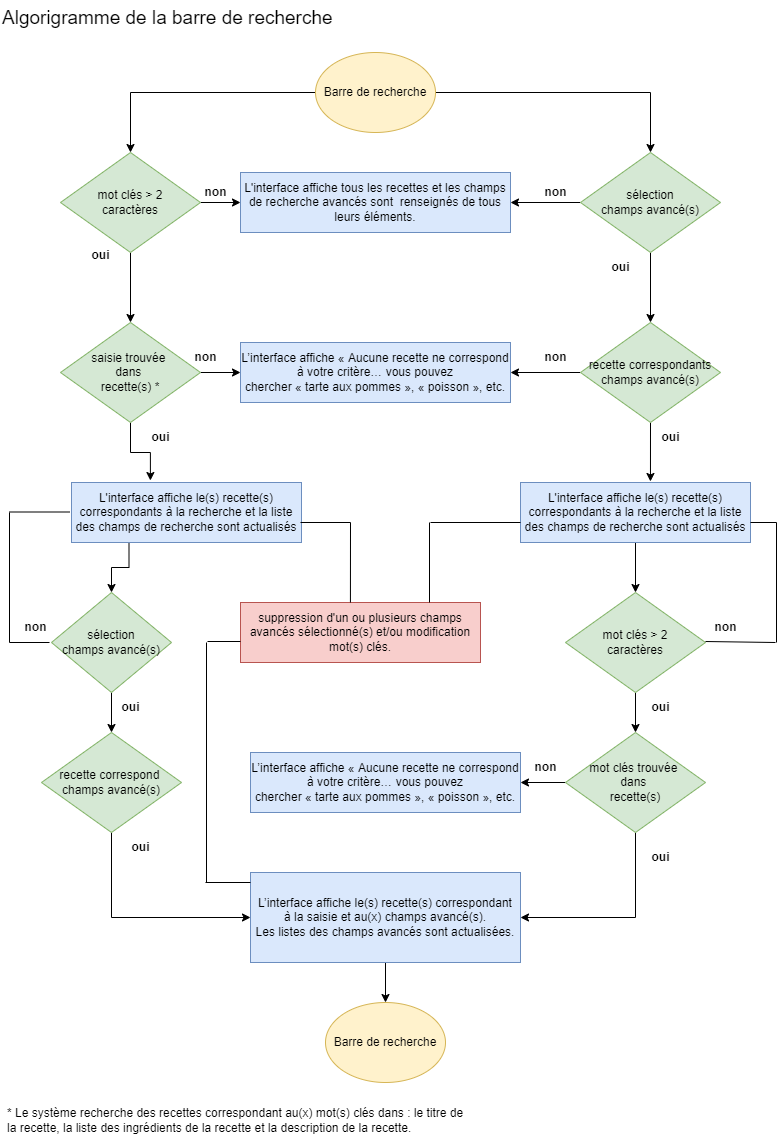 Algorigramme de la barre de recherche
Barre de recherche
mot clés > 2
caractères
non
L'interface affiche tous les recettes et les champs
de recherche avancés sont renseignés de tous
leurs éléments.
non
sélection
champs avancé(s)
oui
oui
saisie trouvée
dans
recette(s) *
non
L'interface affiche « Aucune recette ne correspond
à votre critère... vous pouvez
chercher « tarte aux pommes », « poisson », etc.
non
recette correspondants
champs avancé(s)
oui
oui
L'interface affiche le(s) recette(s)
correspondants à la recherche et la liste
des champs de recherche sont actualisés
L'interface affiche le(s) recette(s)
correspondants à la recherche et la liste
des champs de recherche sont actualisés
non
sélection
champs avancé(s)
suppression d'un ou plusieurs champs
avancés sélectionné(s) et/ou modification
mot(s) clés.
mot clés > 2
caractères
non
oui
oui
recette correspond
champs avancé(s)
L'interface affiche « Aucune recette ne correspond
à votre critère... vous pouvez
chercher « tarte aux pommes », « poisson », etc.
non
mot clés trouvée
dans
recette(s)
oui
oui
L'interface affiche le(s) recette(s) correspondant
à la saisie et au(x) champs avancé(s).
Les listes des champs avancés sont actualisées.
Barre de recherche
* Le système recherche des recettes correspondant au(x) mot(s) clés dans : le titre de
la recette, la liste des ingrédients de la recette et la description de la recette.